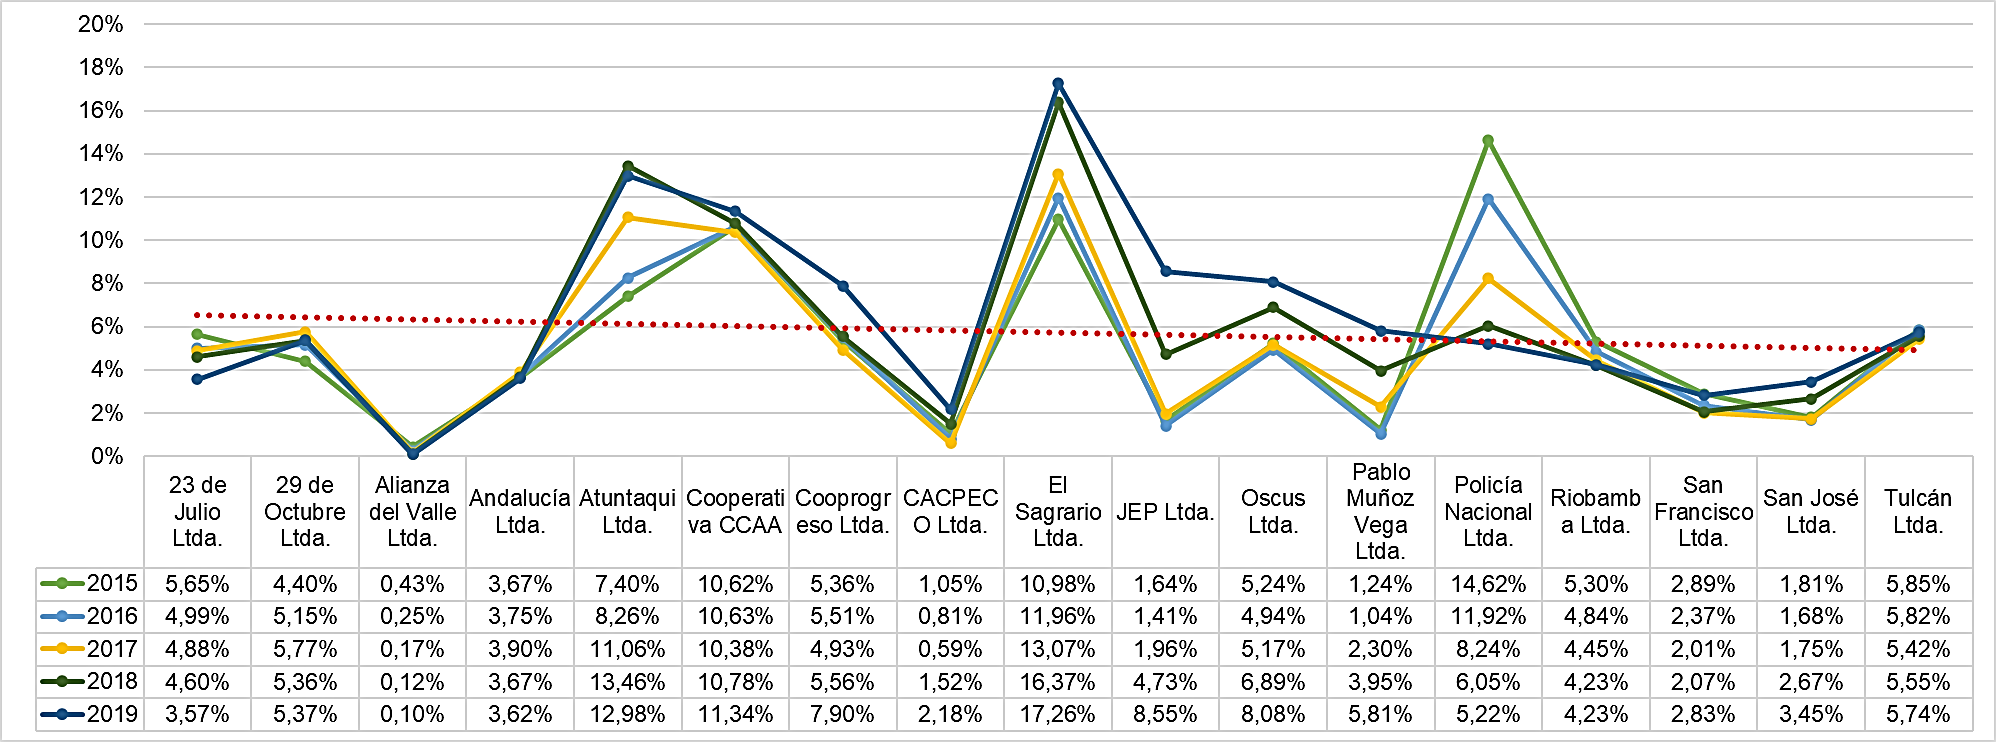 20%
18%
16%
14%
12%
10%
8%
6%
4%
2%
0%
23 de Julio Ltda.
29 de Octubre Ltda.
Alianza del Valle Ltda.
Andalucía Ltda.
Atuntaqui Ltda.
Cooperativa CCAA
Cooprogreso Ltda.
CACPECO Ltda.
El Sagrario Ltda.
JEP Ltda.
Oscus Ltda.
Pablo Muñoz Vega Ltda.
Policía Nacional Ltda.
Riobamba Ltda.
San Francisco Ltda.
San José Ltda.
Tulcán Ltda.
2015 5,65% 4,40% 0,43% 3,67% 7,40% 10,62% 5,36% 1,05% 10,98% 1,64% 5,24% 1,24% 14,62% 5,30% 2,89% 1,81% 5,85%
2016 4,99% 5,15% 0,25% 3,75% 8,26% 10,63% 5,51% 0,81% 11,96% 1,41% 4,94% 1,04% 11,92% 4,84% 2,37% 1,68% 5,82%
2017 4,88% 5,77% 0,17% 3,90% 11,06% 10,38% 4,93% 0,59% 13,07% 1,96% 5,17% 2,30% 8,24% 4,45% 2,01% 1,75% 5,42%
2018 4,60% 5,36% 0,12% 3,67% 13,46% 10,78% 5,56% 1,52% 16,37% 4,73% 6,89% 3,95% 6,05% 4,23% 2,07% 2,67% 5,55%
2019 3,57% 5,37% 0,10% 3,62% 12,98% 11,34% 7,90% 2,18% 17,26% 8,55% 8,08% 5,81% 5,22% 4,23% 2,83% 3,45% 5,74%